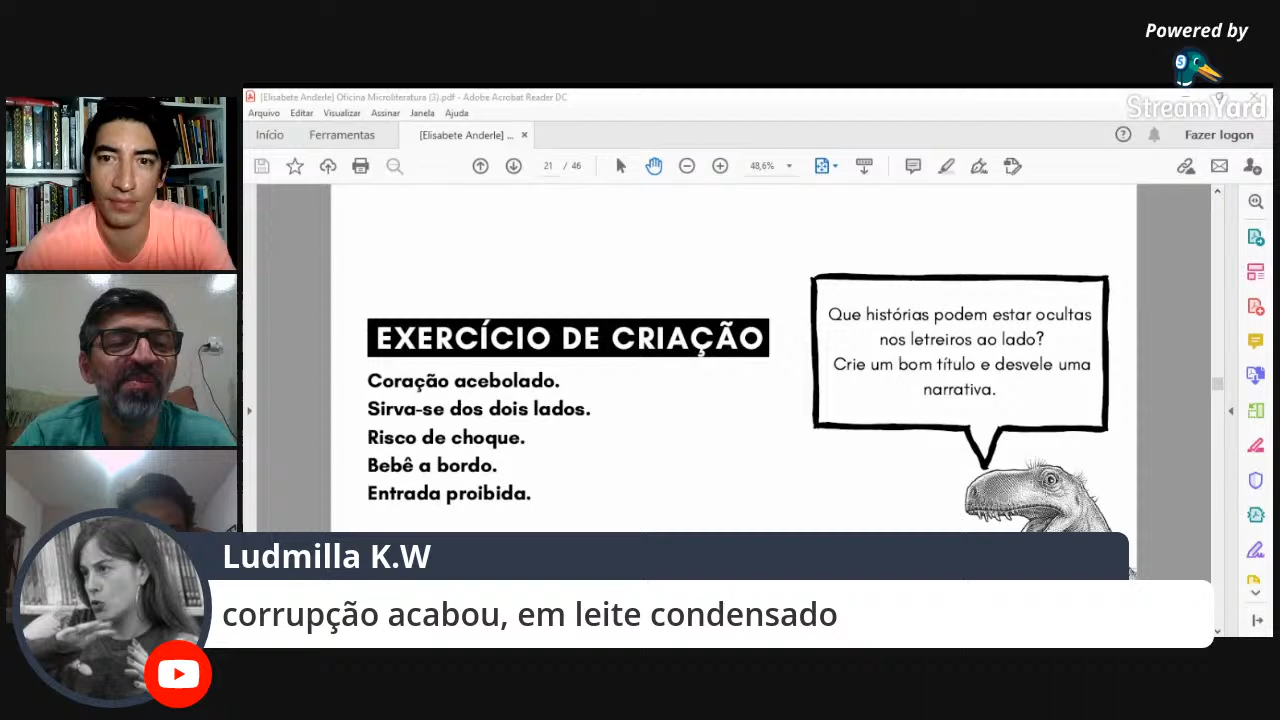 Powered by
StreamYard
[Elisabete Anderle] Oficina Microliteratura (3).pdf - Adobe Acrobat Reader DC
Arquivo Editar Visualizar Assinar Janela Ajuda
Início Ferramentas [Elisabete Anderle] ... × Fazer logon
21 / 46 48,6%
EXERCÍCIO DE CRIAÇÃO
Coração acebolado.
Sirva-se dos dois lados.
Risco de choque.
Bebê a bordo.
Entrada proibida.
Que histórias podem estar ocultas
nos letreiros ao lado?
Crie um bom título e desvele uma
narrativa.
Ludmilla K.W
corrupção acabou, em leite condensado